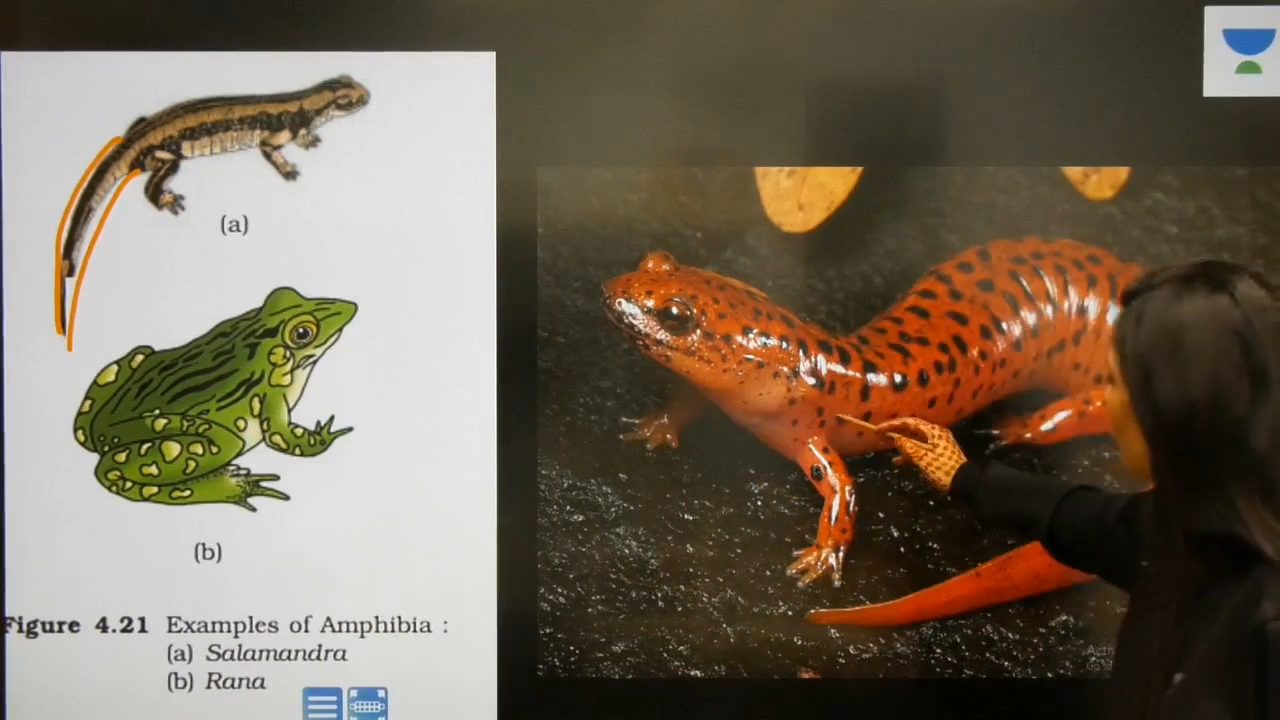 (a)
(b)
Figure 4.21 Examples of Amphibia :
(a) Salamandra
(b) Rana